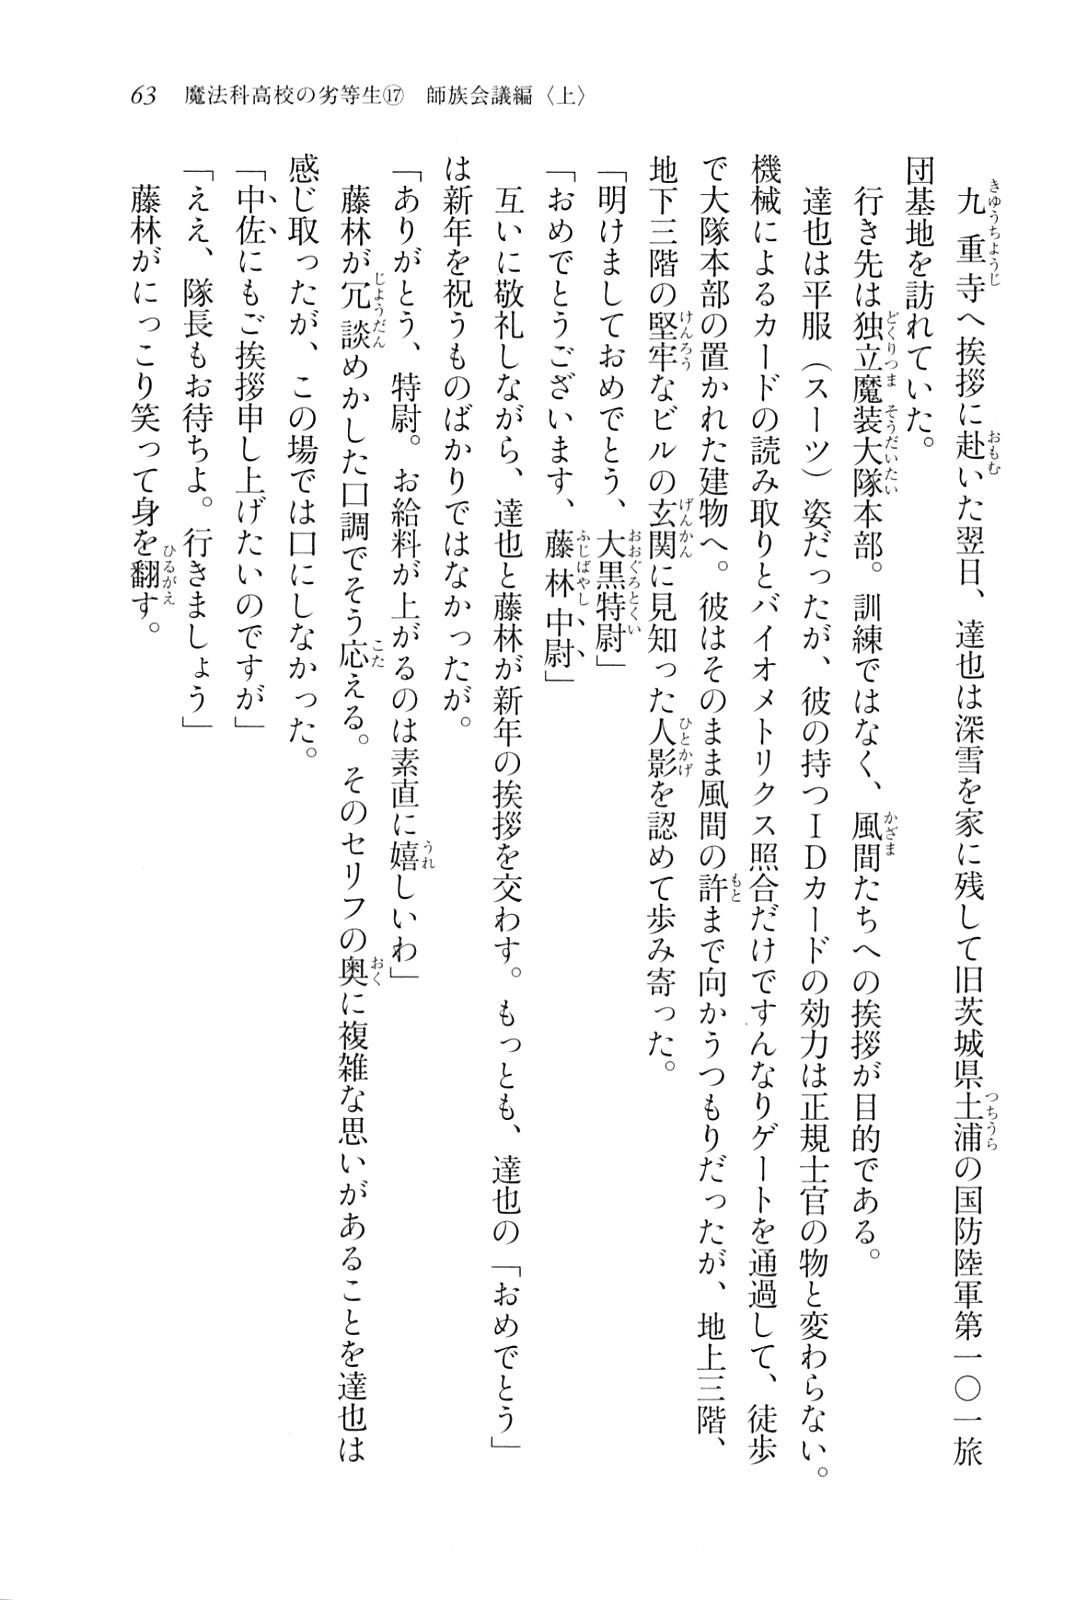 63　魔法科高校の劣等生⑰　師族会議編〈上〉
　九重寺へ挨拶に赴いた翌日、達也は深雪を家に残して旧茨城県土浦の国防陸軍第一〇一旅
団基地を訪れていた。
　行き先は独立魔装大隊本部。訓練ではなく、風間たちへの挨拶が目的である。
　達也は平服（スーツ）姿だったが、彼の持つＩＤカードの効力は正規士官の物と変わらない。
機械によるカードの読み取りとバイオメトリクス照合だけですんなりゲートを通過して、徒歩
で大隊本部の置かれた建物へ。彼はそのまま風間の許まで向かうつもりだったが、地上三階、
地下三階の堅牢なビルの玄関に見知った人影を認めて歩み寄った。
「明けましておめでとう、大黒特尉」
「おめでとうございます、藤林中尉」
　互いに敬礼しながら、達也と藤林が新年の挨拶を交わす。もっとも、達也の「おめでとう」
は新年を祝うものばかりではなかったが。
「ありがとう、特尉。お給料が上がるのは素直に嬉しいわ」
　藤林が冗談めかした口調でそう応える。そのセリフの奥に複雑な思いがあることを達也は
感じ取ったが、この場では口にしなかった。
「中佐にもご挨拶申し上げたいのですが」
「ええ、隊長もお待ちよ。行きましょう」
　藤林がにっこり笑って身を翻す。